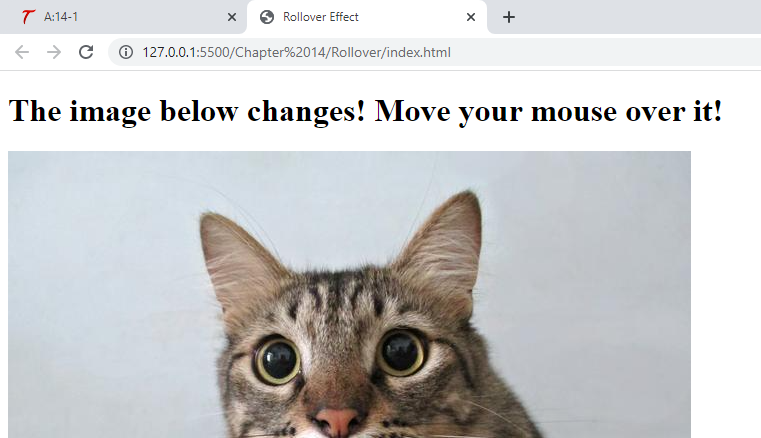 A:14-1
Rollover Effect
127.0.0.1:5500/Chapter%2014/Rollover/index.html
The image below changes! Move your mouse over it!